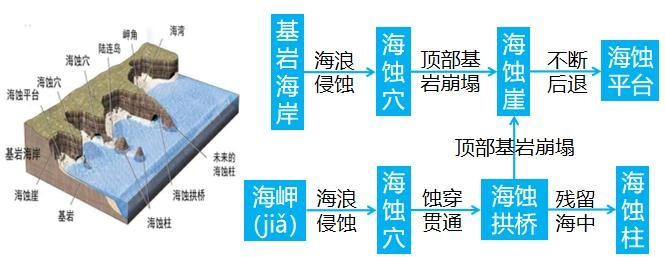 海湾
岬角
陆连岛
海蚀穴
海蚀穴
海蚀平台
基岩海岸
海蚀崖
基岩
海蚀柱
海蚀拱桥
未来的
海蚀柱
基岩海岸
海浪
侵蚀
海蚀穴
顶部基
岩崩塌
海蚀崖
不断
后退
海蚀
平台
顶部基岩崩塌
海岬
(jiǎ)
海浪
侵蚀
海蚀穴
蚀穿
贯通
海蚀
拱桥
残留
海中
海蚀柱